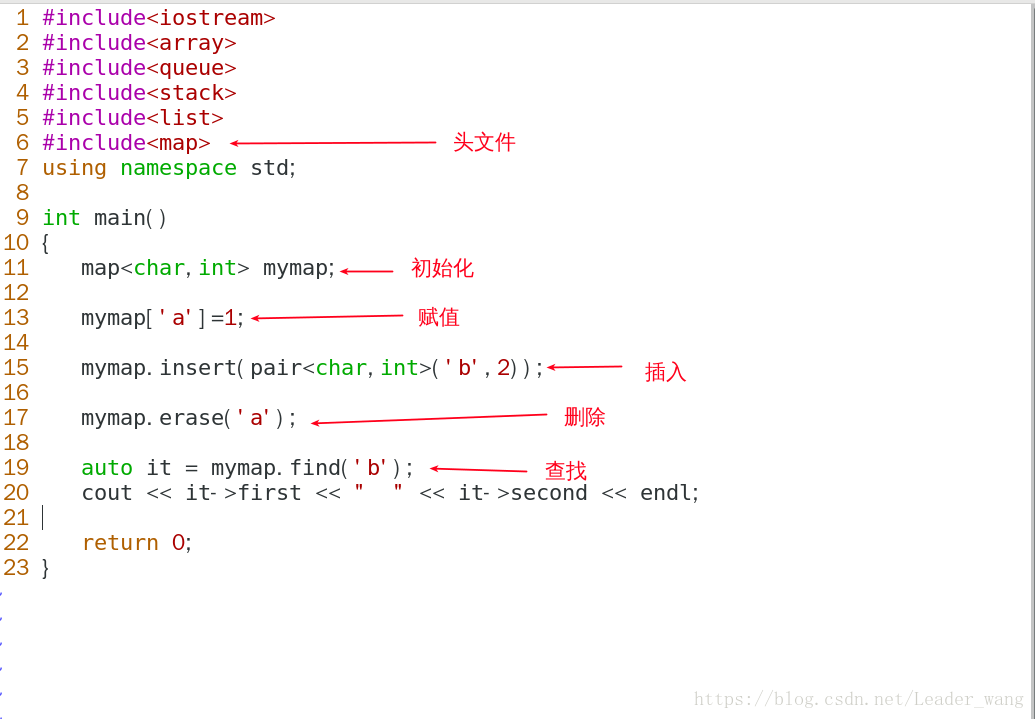 1 #include<iostream>
2 #include<array>
3 #include<queue>
4 #include<stack>
5 #include<list>
6 #include<map> 头文件
7 using namespace std;
8
9 int main()
10 {
11    map<char,int> mymap; 初始化
12
13    mymap['a']=1; 赋值
14
15    mymap.insert(pair<char,int>('b',2)); 插入
16
17    mymap.erase('a'); 删除
18
19    auto it = mymap.find('b'); 查找
20    cout << it->first << "  " << it->second << endl;
21
22    return 0;
23 }
~
~
~
~
~
~
https://blog.csdn.net/Leader_wang